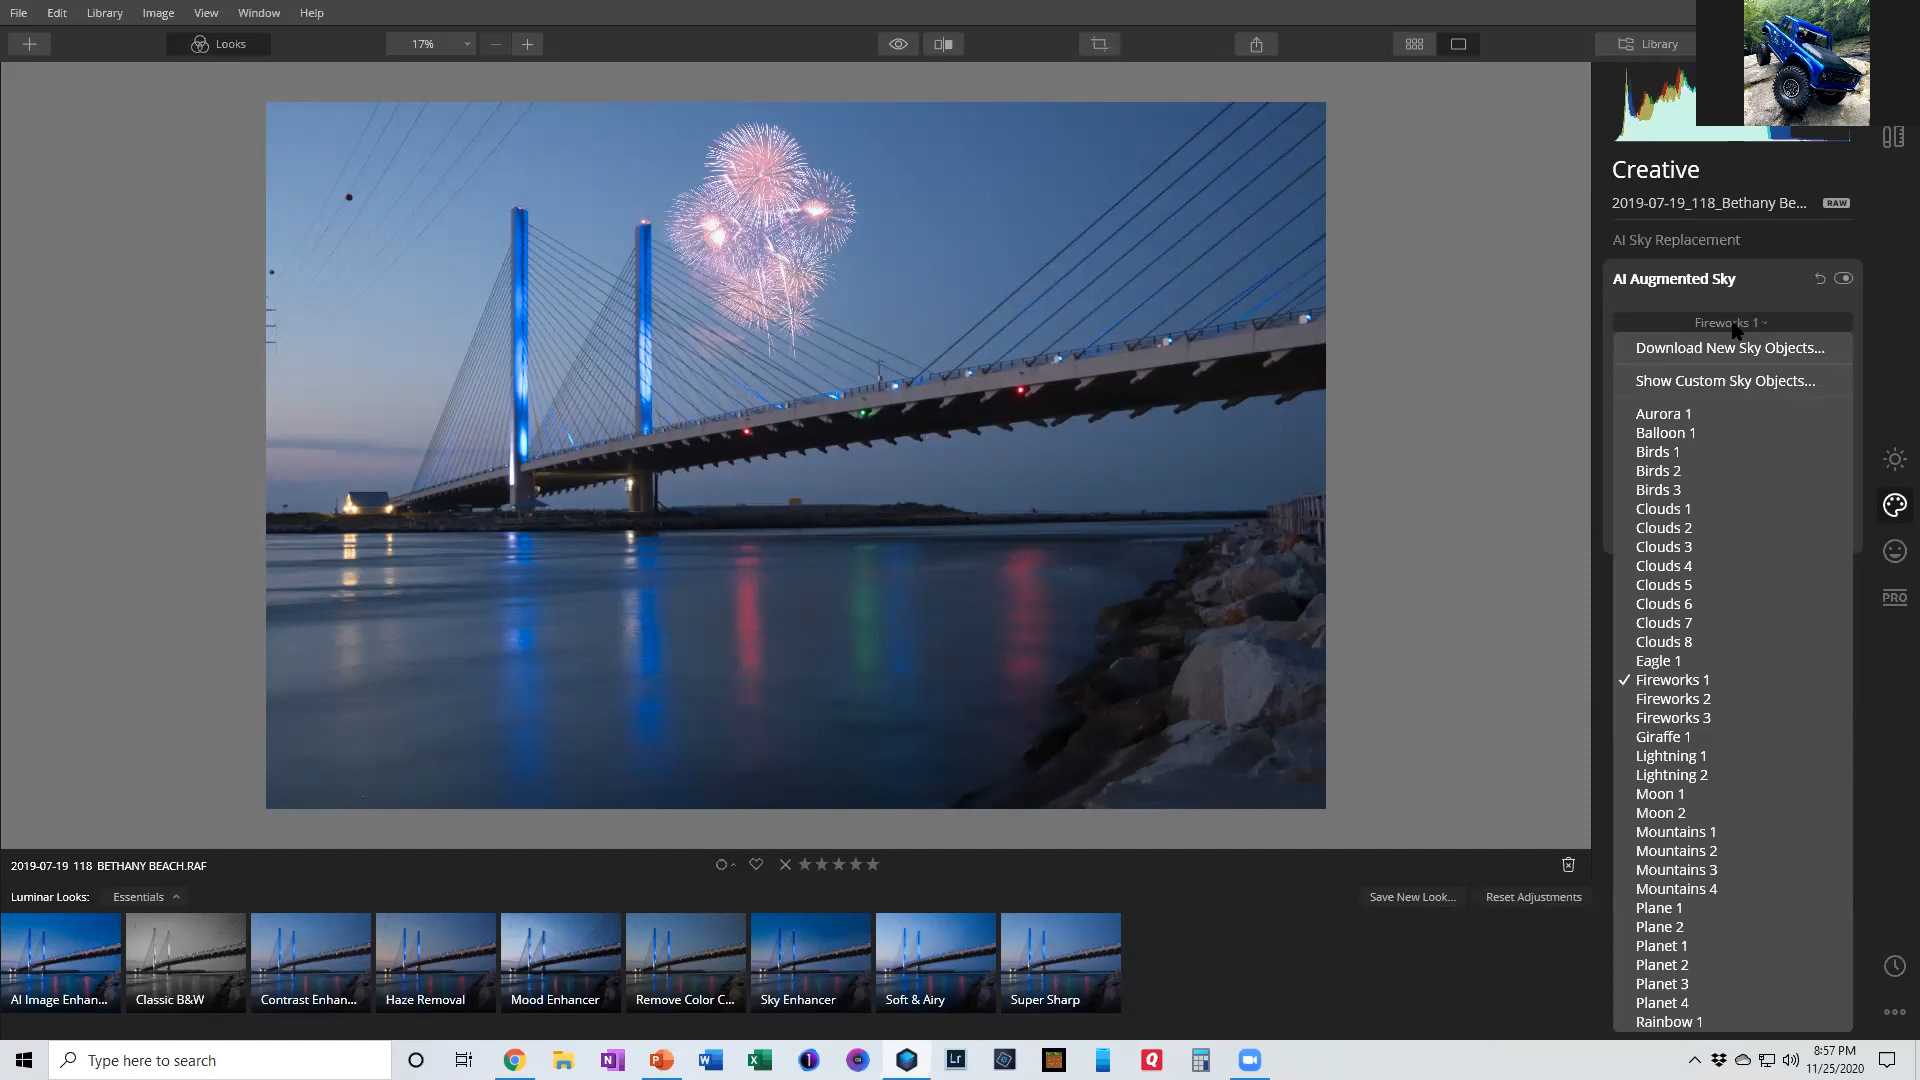 File Edit Library Image View Window Help
Looks 17% Library
Creative
2019-07-19_118_Bethany Be... RAW
AI Sky Replacement
AI Augmented Sky
Fireworks 1
Download New Sky Objects...
Show Custom Sky Objects...
Aurora 1
Balloon 1
Birds 1
Birds 2
Birds 3
Clouds 1
Clouds 2
Clouds 3
Clouds 4
Clouds 5
Clouds 6
Clouds 7
Clouds 8
Eagle 1
Fireworks 1
Fireworks 2
Fireworks 3
Giraffe 1
Lightning 1
Lightning 2
Moon 1
Moon 2
Mountains 1
Mountains 2
Mountains 3
Mountains 4
Plane 1
Plane 2
Planet 1
Planet 2
Planet 3
Planet 4
Rainbow 1
PRO
2019-07-19 118 BETHANY BEACH.RAF
Luminar Looks: Essentials Save New Look... Reset Adjustments
AI Image Enhan... Classic B&W Contrast Enhan... Haze Removal Mood Enhancer Remove Color C... Sky Enhancer Soft & Airy Super Sharp
Type here to search
Lr
8:57 PM
11/25/2020